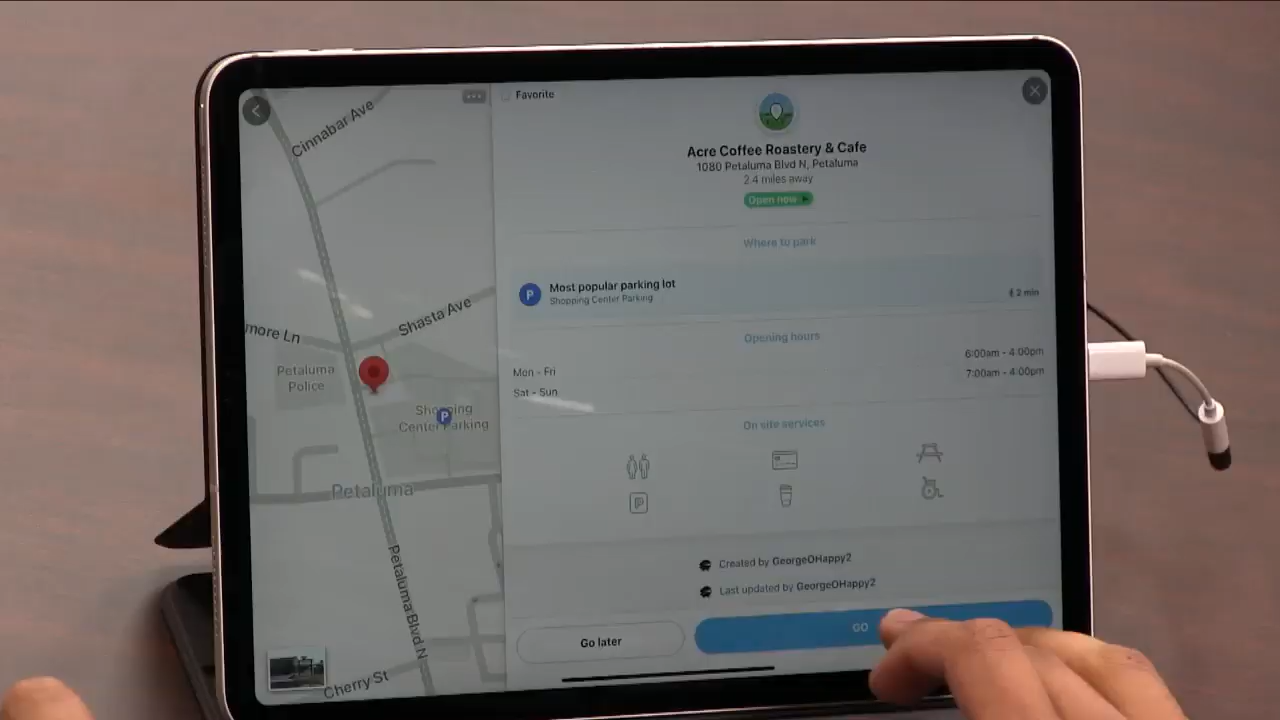 Cinnabar Ave
Shasta Ave
more Ln
Petaluma
Police
Shopping
Center Parking
P
Petaluma
Petaluma Blvd N
Cherry St
Favorite
Acre Coffee Roastery & Cafe
1080 Petaluma Blvd N, Petaluma
2.4 miles away
Open now
Where to park
P
Most popular parking lot
Shopping Center Parking
2 min
Opening hours
Mon - Fri 6:00am - 4:00pm
Sat - Sun 7:00am - 4:00pm
On site services
P
Created by GeorgeOHappy2
Last updated by GeorgeOHappy2
Go later
GO